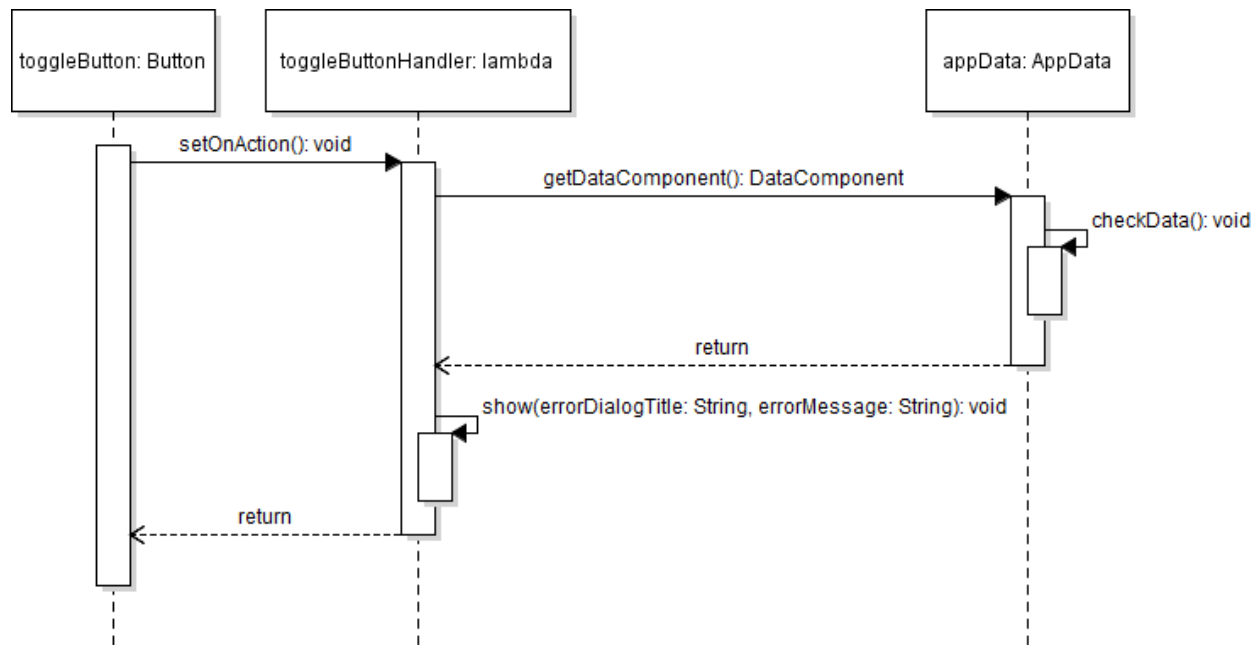 toggleButton: Button
toggleButtonHandler: lambda
appData: AppData
setOnAction(): void
getDataComponent(): DataComponent
checkData(): void
return
show(errorDialogTitle: String, errorMessage: String): void
return